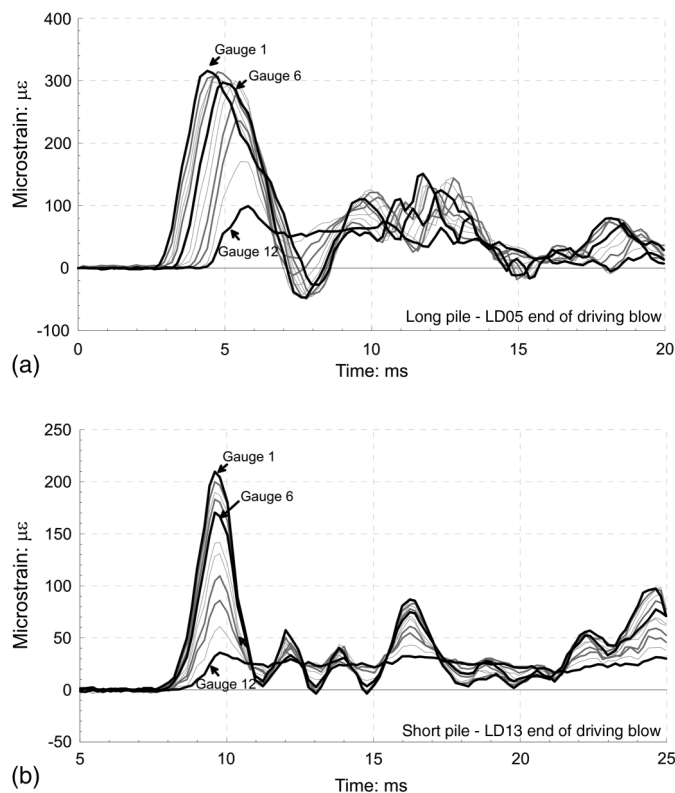 400
Gauge 1
300
Gauge 6
200
100
Gauge 12
0
-100
Long pile - LD05 end of driving blow
0 5 10 15 20
Microstrain: με
Time: ms
(a)
250
Gauge 1
200
Gauge 6
150
100
50
Gauge 12
0
-50
Short pile - LD13 end of driving blow
5 10 15 20 25
Microstrain: με
Time: ms
(b)